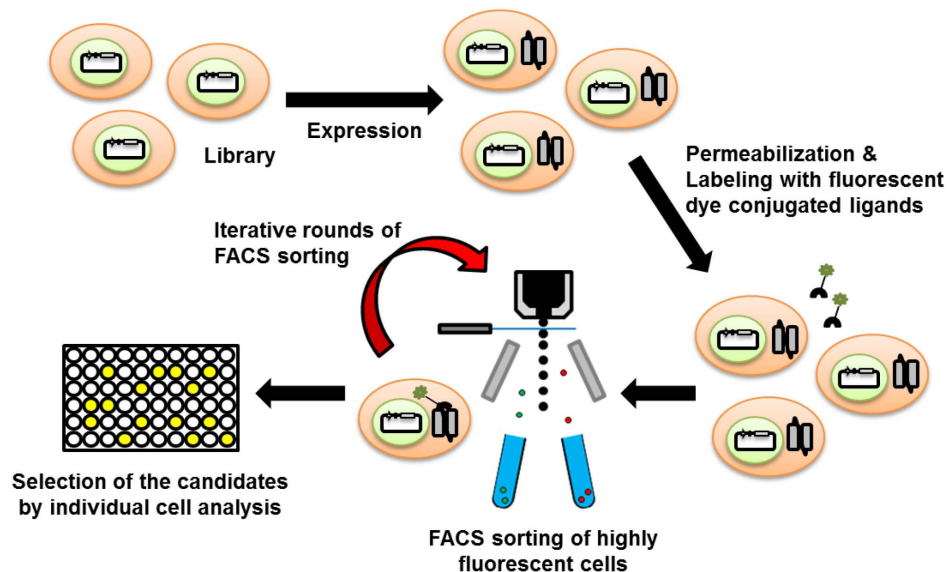 Library
Expression
Permeabilization &
Labeling with fluorescent
dye conjugated ligands
Iterative rounds of
FACS sorting
FACS sorting of highly
fluorescent cells
Selection of the candidates
by individual cell analysis